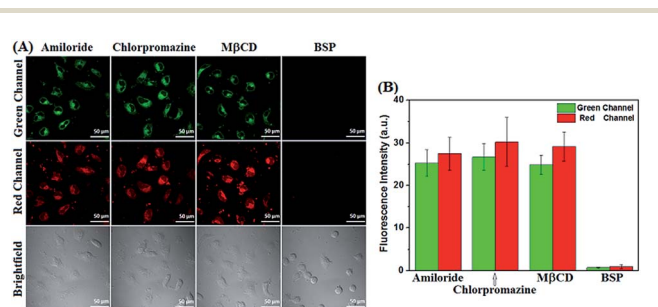 (A) Amiloride Chlorpromazine MβCD BSP
Green Channel
50 μm 50 μm 50 μm 50 μm
Red Channel
50 μm 50 μm 50 μm 50 μm
Brightfield
50 μm 50 μm 50 μm 50 μm
(B)
Fluorescence Intensity (a.u.)
40
30
20
10
0
Green Channel
Red Channel
Amiloride
Chlorpromazine
MβCD
BSP